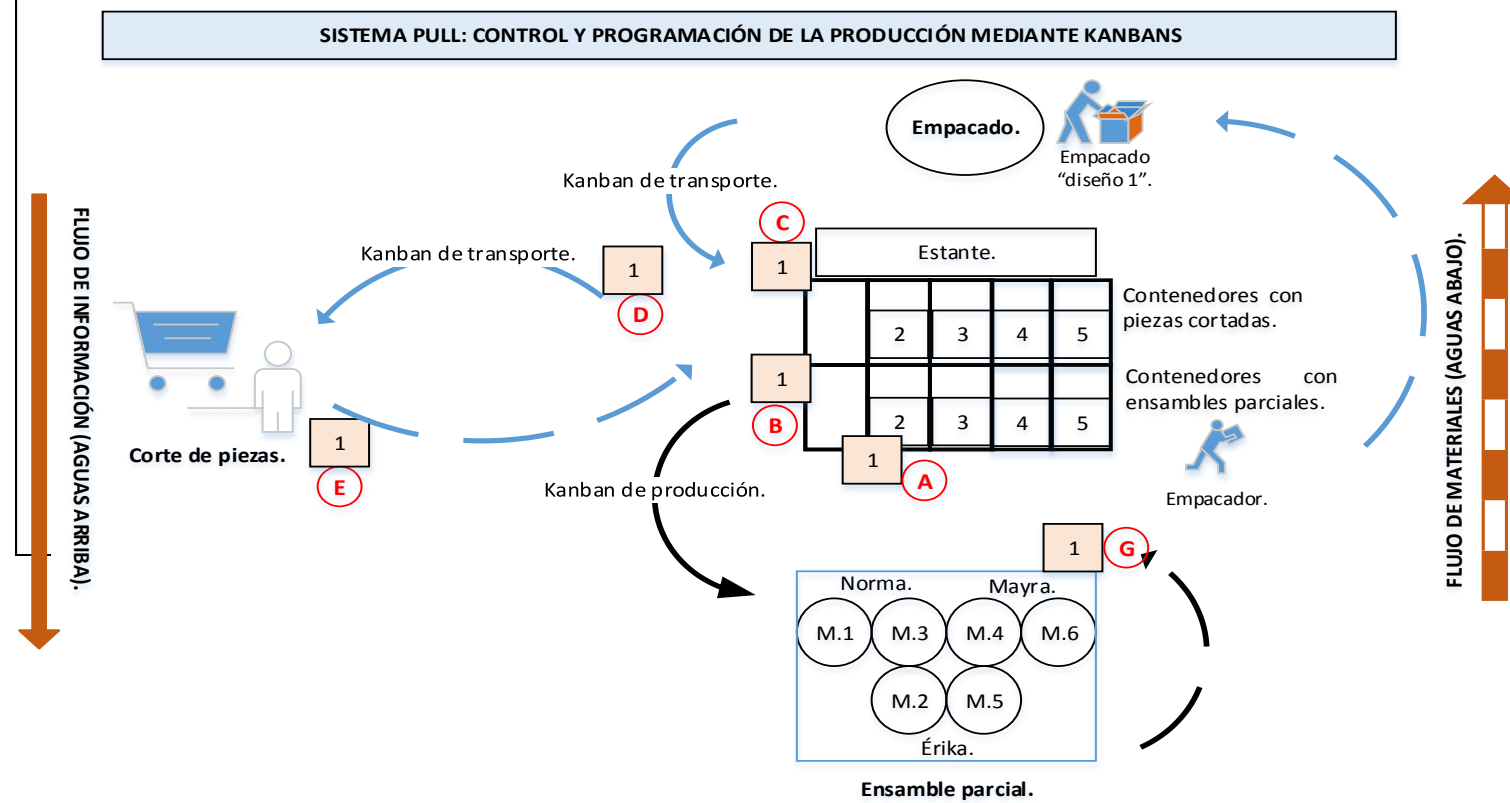 SISTEMA PULL: CONTROL Y PROGRAMACIÓN DE LA PRODUCCIÓN MEDIANTE KANBANS
Empacado.
Empacado
“diseño 1”.
Kanban de transporte.
C
1
Estante.
Kanban de transporte.
1
D
Contenedores con
piezas cortadas.
2 3 4 5
1
B
Contenedores con
ensambles parciales.
2 3 4 5
1
A
Empacador.
Corte de piezas.
1
E
Kanban de producción.
1
G
Norma. Mayra.
M.1 M.3 M.4 M.6
M.2 M.5
Érika.
Ensamble parcial.
FLUJO DE INFORMACIÓN (AGUAS ARRIBA).
FLUJO DE MATERIALES (AGUAS ABAJO).